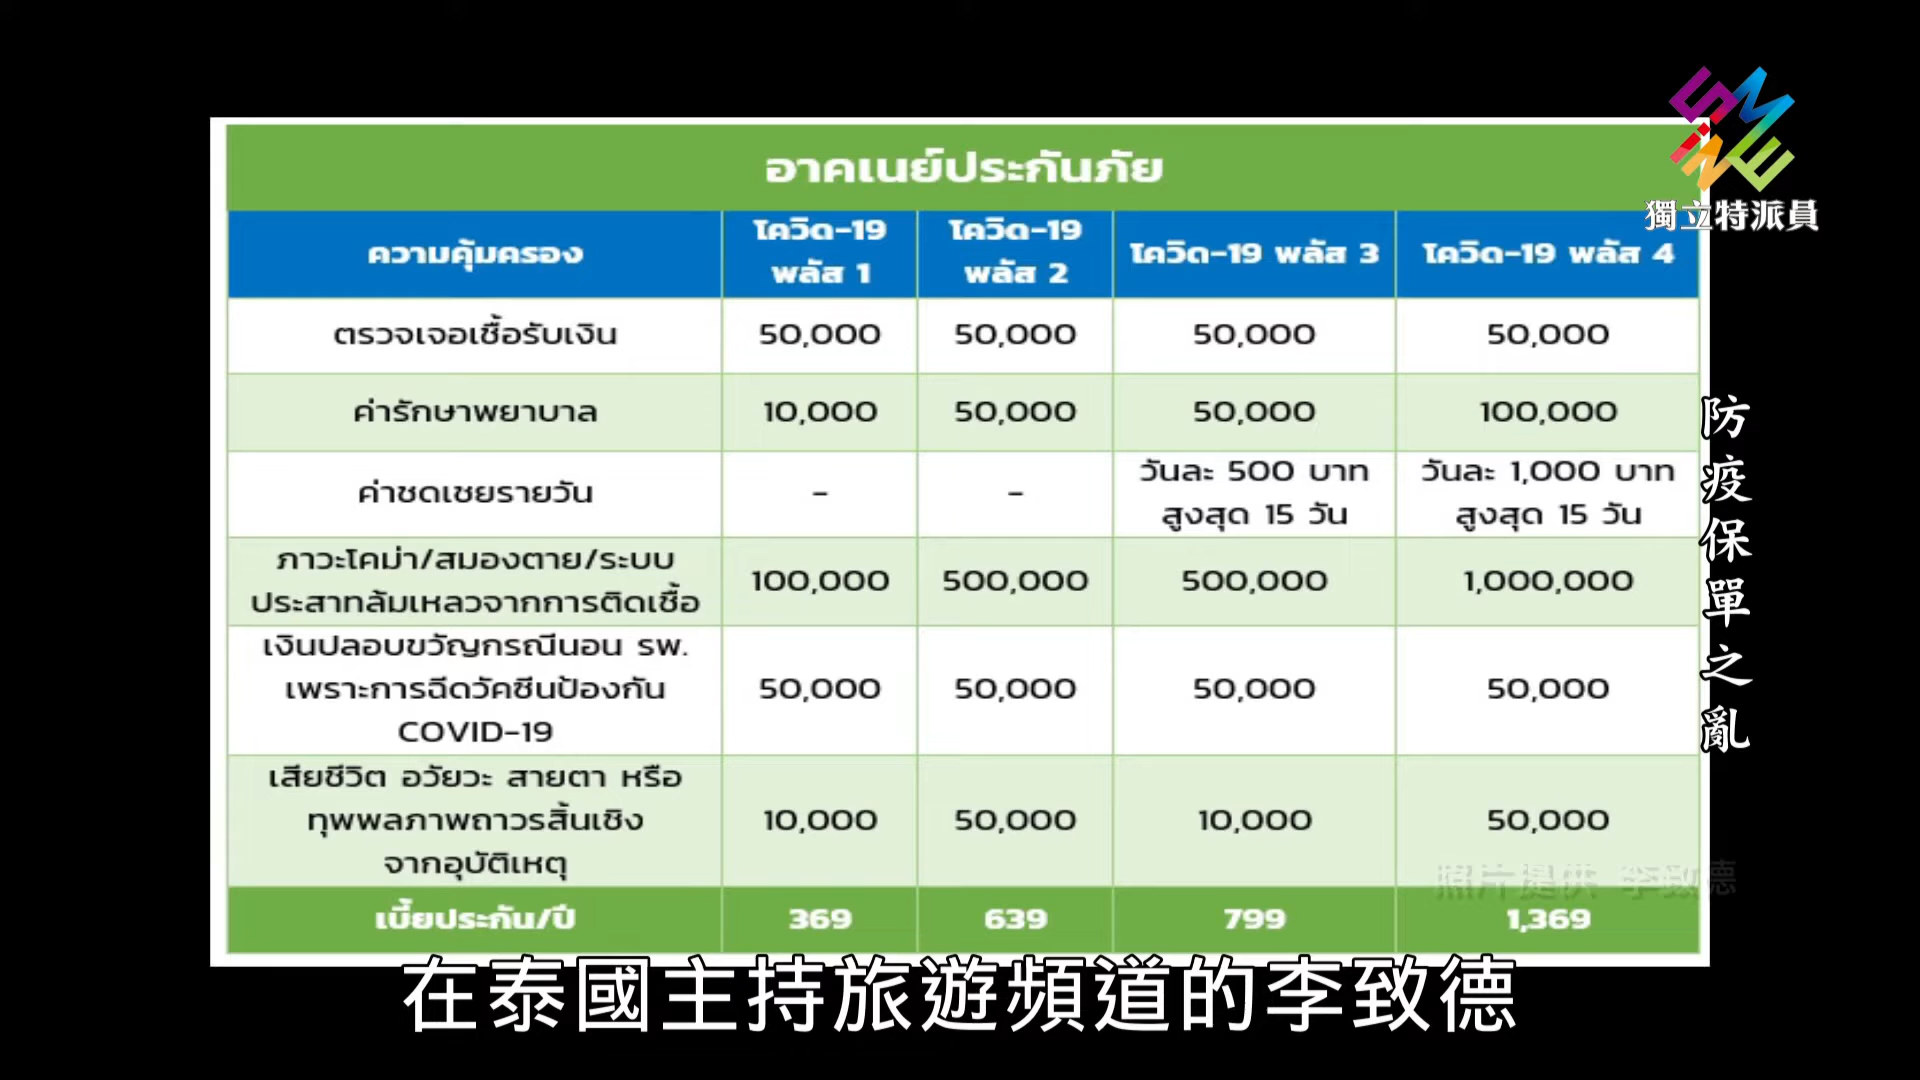 อาคเนย์ประกันภัย
獨立特派員
ความคุ้มครอง
โควิด-19
พลัส 1
โควิด-19
พลัส 2
โควิด-19 พลัส 3
โควิด-19 พลัส 4
ตรวจเจอเชื้อรับเงิน 50,000 50,000 50,000 50,000
ค่ารักษาพยาบาล 10,000 50,000 50,000 100,000
ค่าชดเชยรายวัน - -
วันละ 500 บาท
สูงสุด 15 วัน
วันละ 1,000 บาท
สูงสุด 15 วัน
ภาวะโคม่า/สมองตาย/ระบบ
ประสาทล้มเหลวจากการติดเชื้อ
100,000 500,000 500,000 1,000,000
เงินปลอบขวัญกรณีนอน รพ.
เพราะการฉีดวัคซีนป้องกัน
COVID-19
50,000 50,000 50,000 50,000
เสียชีวิต อวัยวะ สายตา หรือ
ทุพพลภาพถาวรสิ้นเชิง
จากอุบัติเหตุ
10,000 50,000 10,000 50,000
เบี้ยประกัน/ปี 369 639 799 1,369
防疫保單之亂
照片提供 李致德
在泰國主持旅遊頻道的李致德